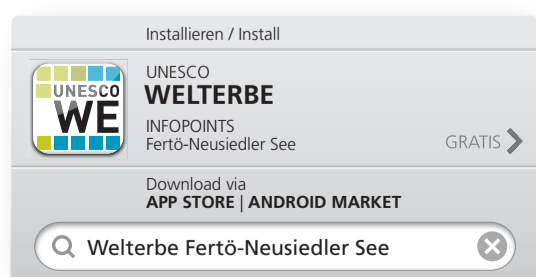 Installieren / Install
UNESCO
WE
UNESCO
WELTERBE
INFOPOINTS
Fertö-Neusiedler See
GRATIS
Download via
APP STORE | ANDROID MARKET
Welterbe Fertö-Neusiedler See